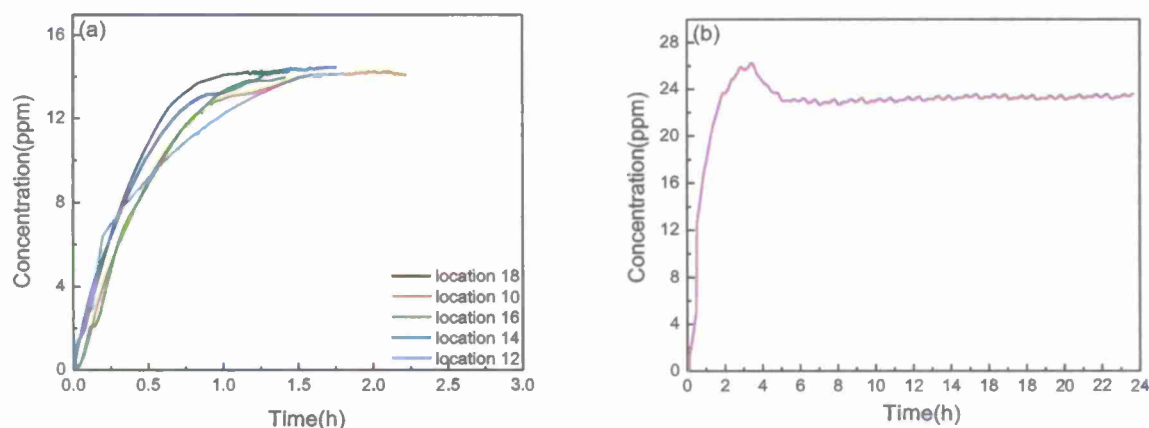 (a)
16
12
8
4
0
Concentration(ppm)
0.0 0.5 1.0 1.5 2.0 2.5 3.0
Time(h)
location 18
location 10
location 16
location 14
location 12
(b)
28
24
20
16
12
8
4
0
Concentration(ppm)
0 2 4 6 8 10 12 14 16 18 20 22 24
Time(h)